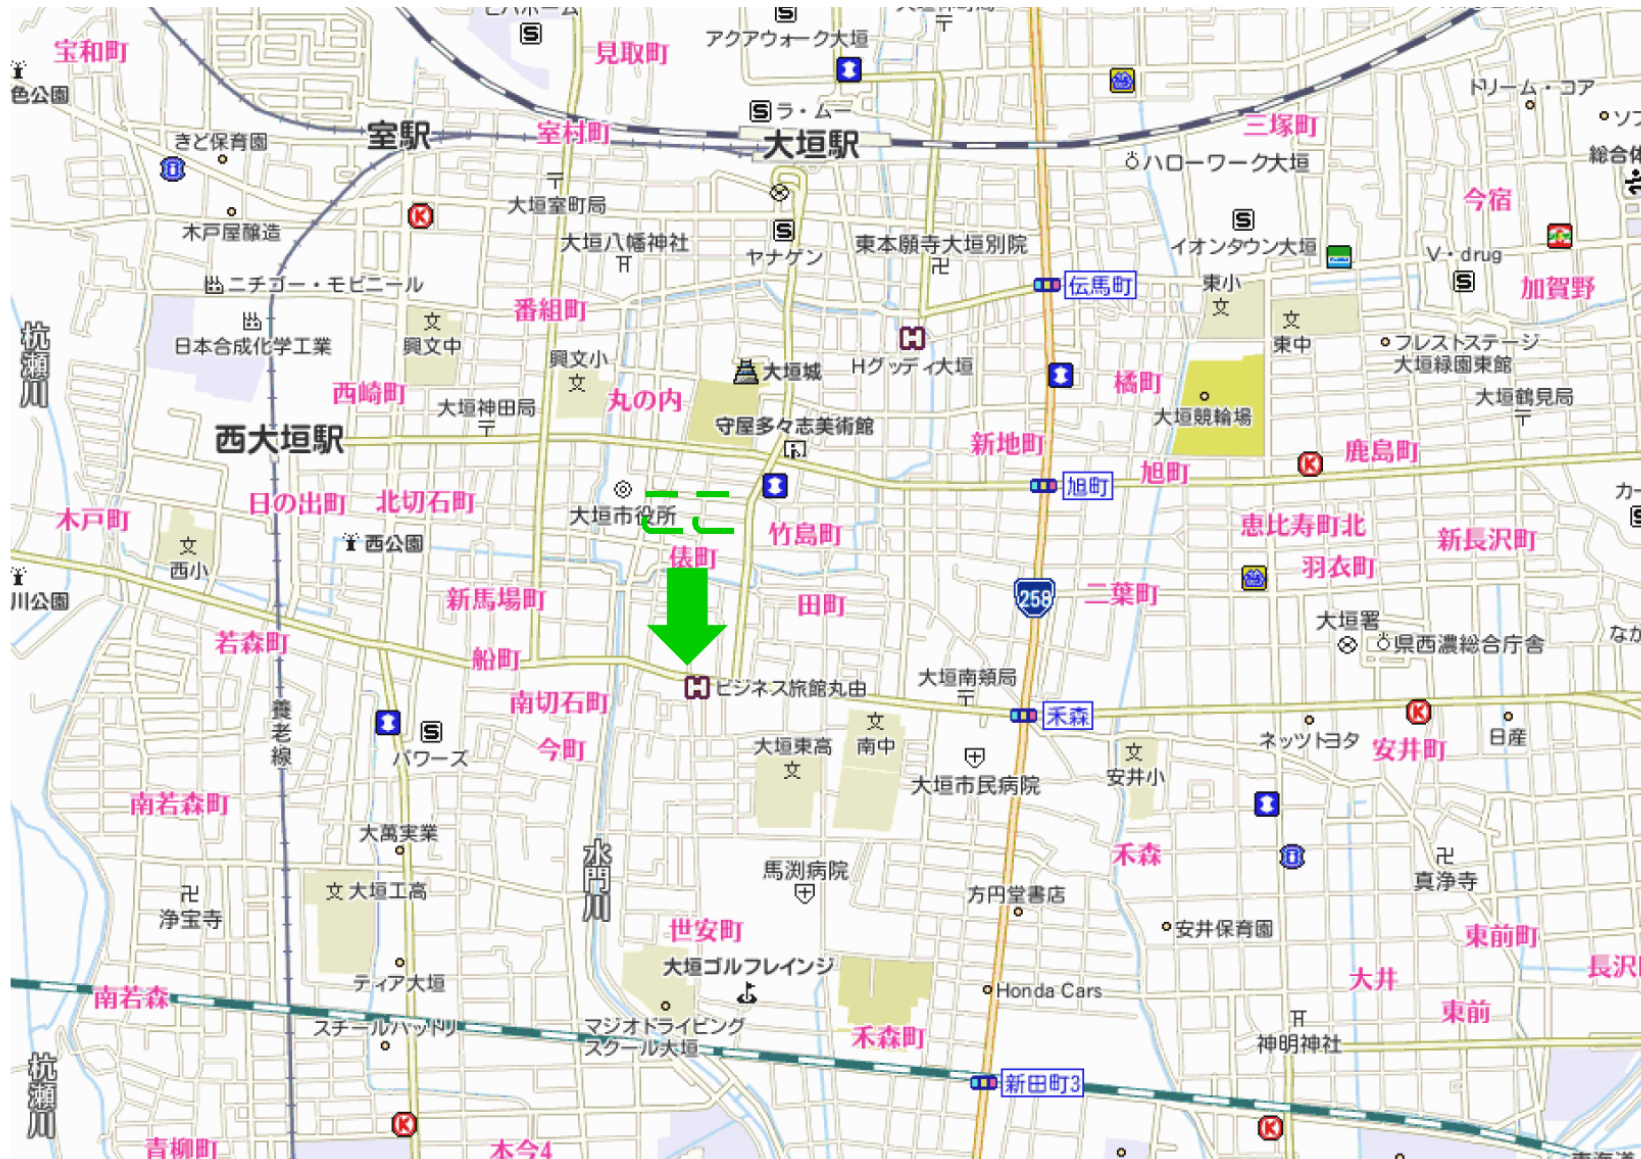 見取町
宝和町
アクアウォーク大垣
色公園
ドリーム・コア
ラ・ムー
室駅
室村町
大垣駅
三塚町
きど保育園
ハローワーク大垣
大垣室町局
今宿
木戸屋醸造
大垣八幡神社
ヤナゲン
東本願寺大垣別院
イオンタウン大垣
V・drug
ニチゴー・モビニール
伝馬町
東小
加賀野
番組町
杭瀬川
日本合成化学工業
興文中
興文小
大垣城
Hグッディ大垣
東中
フレストステージ
大垣緑園東館
西崎町
丸の内
橘町
大垣神田局
大垣競輪場
大垣鶴見局
守屋多々志美術館
西大垣駅
新地町
鹿島町
旭町
旭町
日の出町
北切石町
木戸町
大垣市役所
竹島町
恵比寿町北
新長沢町
西公園
俵町
西小
羽衣町
川公園
新馬場町
田町
258
二葉町
大垣署
若森町
県西濃総合庁舎
船町
大垣南頬局
ビジネス旅館丸由
南切石町
禾森
養老線
今町
パワーズ
大垣東高
南中
ネッツトヨタ
日産
安井町
安井小
大垣市民病院
南若森町
大萬実業
水門川
禾森
馬渕病院
真浄寺
大垣工高
方円堂書店
浄宝寺
世安町
安井保育園
東前町
大垣ゴルフレインジ
長沢
大井
ティア大垣
南若森
Honda Cars
東前
スチールハットリ
マジオドライビング
スクール大垣
禾森町
神明神社
杭瀬川
新田町3
青柳町
本今4